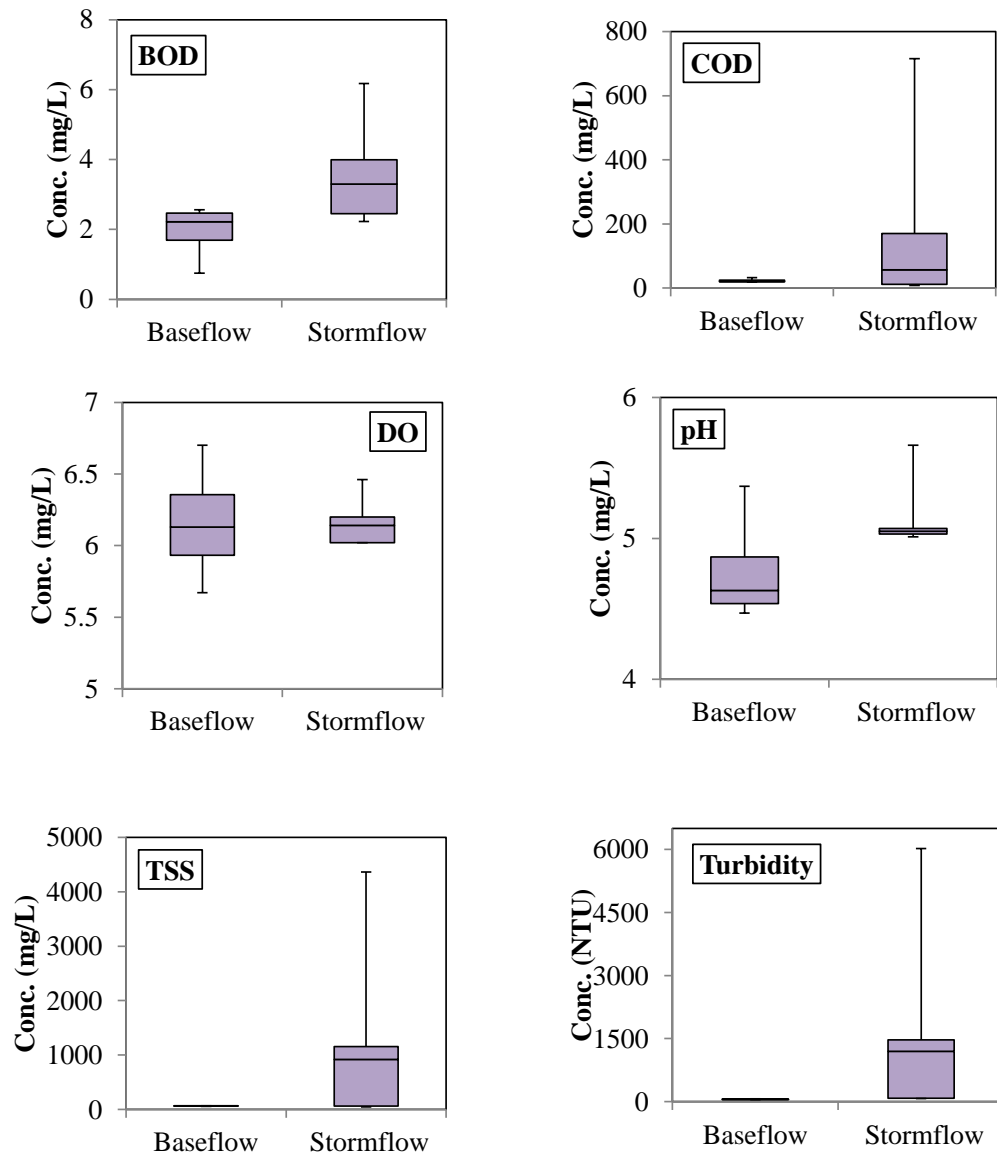 BOD
Conc. (mg/L)
8
6
4
2
0
Baseflow Stormflow
COD
Conc. (mg/L)
800
600
400
200
0
Baseflow Stormflow
DO
Conc. (mg/L)
7
6.5
6
5.5
5
Baseflow Stormflow
pH
Conc. (mg/L)
6
5
4
Baseflow Stormflow
TSS
Conc. (mg/L)
5000
4000
3000
2000
1000
0
Baseflow Stormflow
Turbidity
Conc. (NTU)
6000
4500
3000
1500
0
Baseflow Stormflow